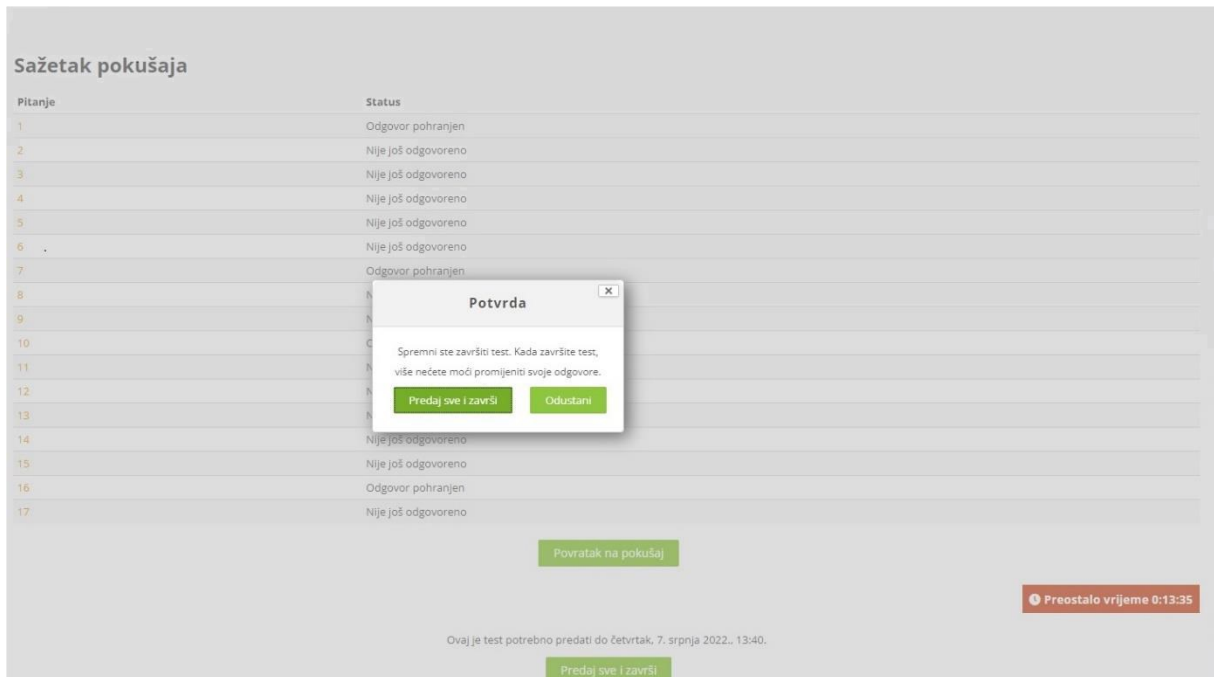 Sažetak pokušaja
Pitanje Status
1 Odgovor pohranjen
2 Nije još odgovoreno
3 Nije još odgovoreno
4 Nije još odgovoreno
5 Nije još odgovoreno
6 . Nije još odgovoreno
7 Odgovor pohranjen
8 N
9 N
10 O
11 N
12 N
13 N
14 Nije još odgovoreno
15 Nije još odgovoreno
16 Odgovor pohranjen
17 Nije još odgovoreno
Potvrda
Spremni ste završiti test. Kada završite test,
više nećete moći promijeniti svoje odgovore.
Predaj sve i završi Odustani
Povratak na pokušaj
Preostalo vrijeme 0:13:35
Ovaj je test potrebno predati do četvrtak, 7. srpnja 2022., 13:40.
Predaj sve i završi